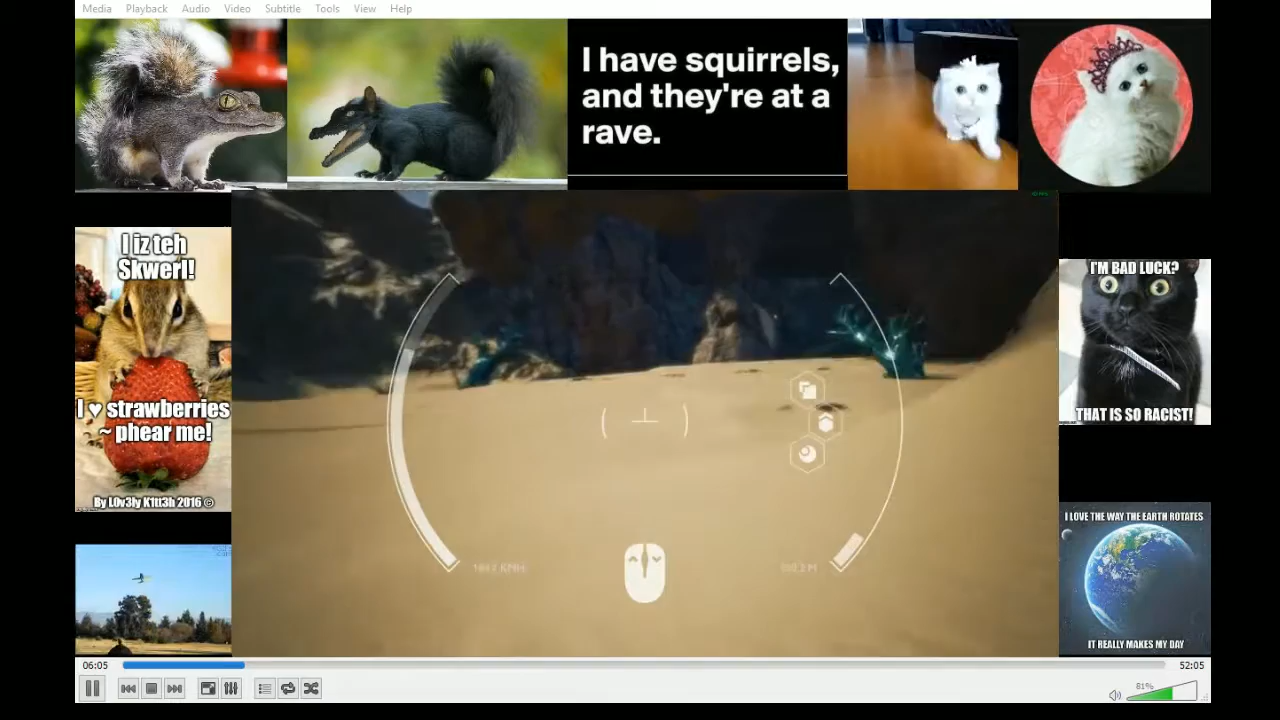 Media Playback Audio Video Subtitle Tools View Help
I have squirrels,
and they're at a
rave.
I iz teh
Skwerl!
I ♥ strawberries
~ phear me!
By L0v3ly K1tt3h 2016 ©
I'M BAD LUCK?
THAT IS SO RACIST!
I LOVE THE WAY THE EARTH ROTATES
IT REALLY MAKES MY DAY
06:05
52:05
81%